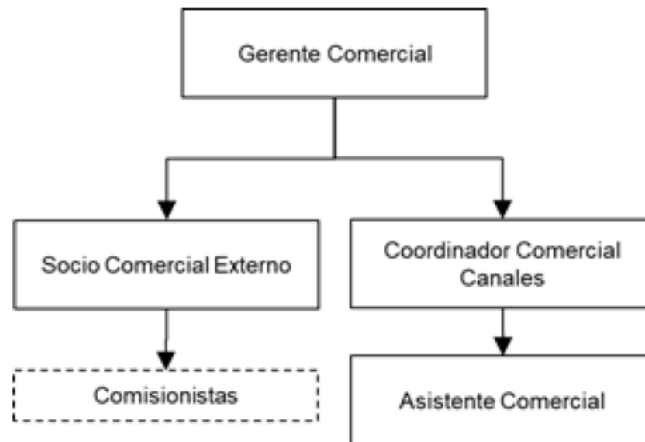 Gerente Comercial
Socio Comercial Externo
Coordinador Comercial
Canales
Comisionistas
Asistente Comercial